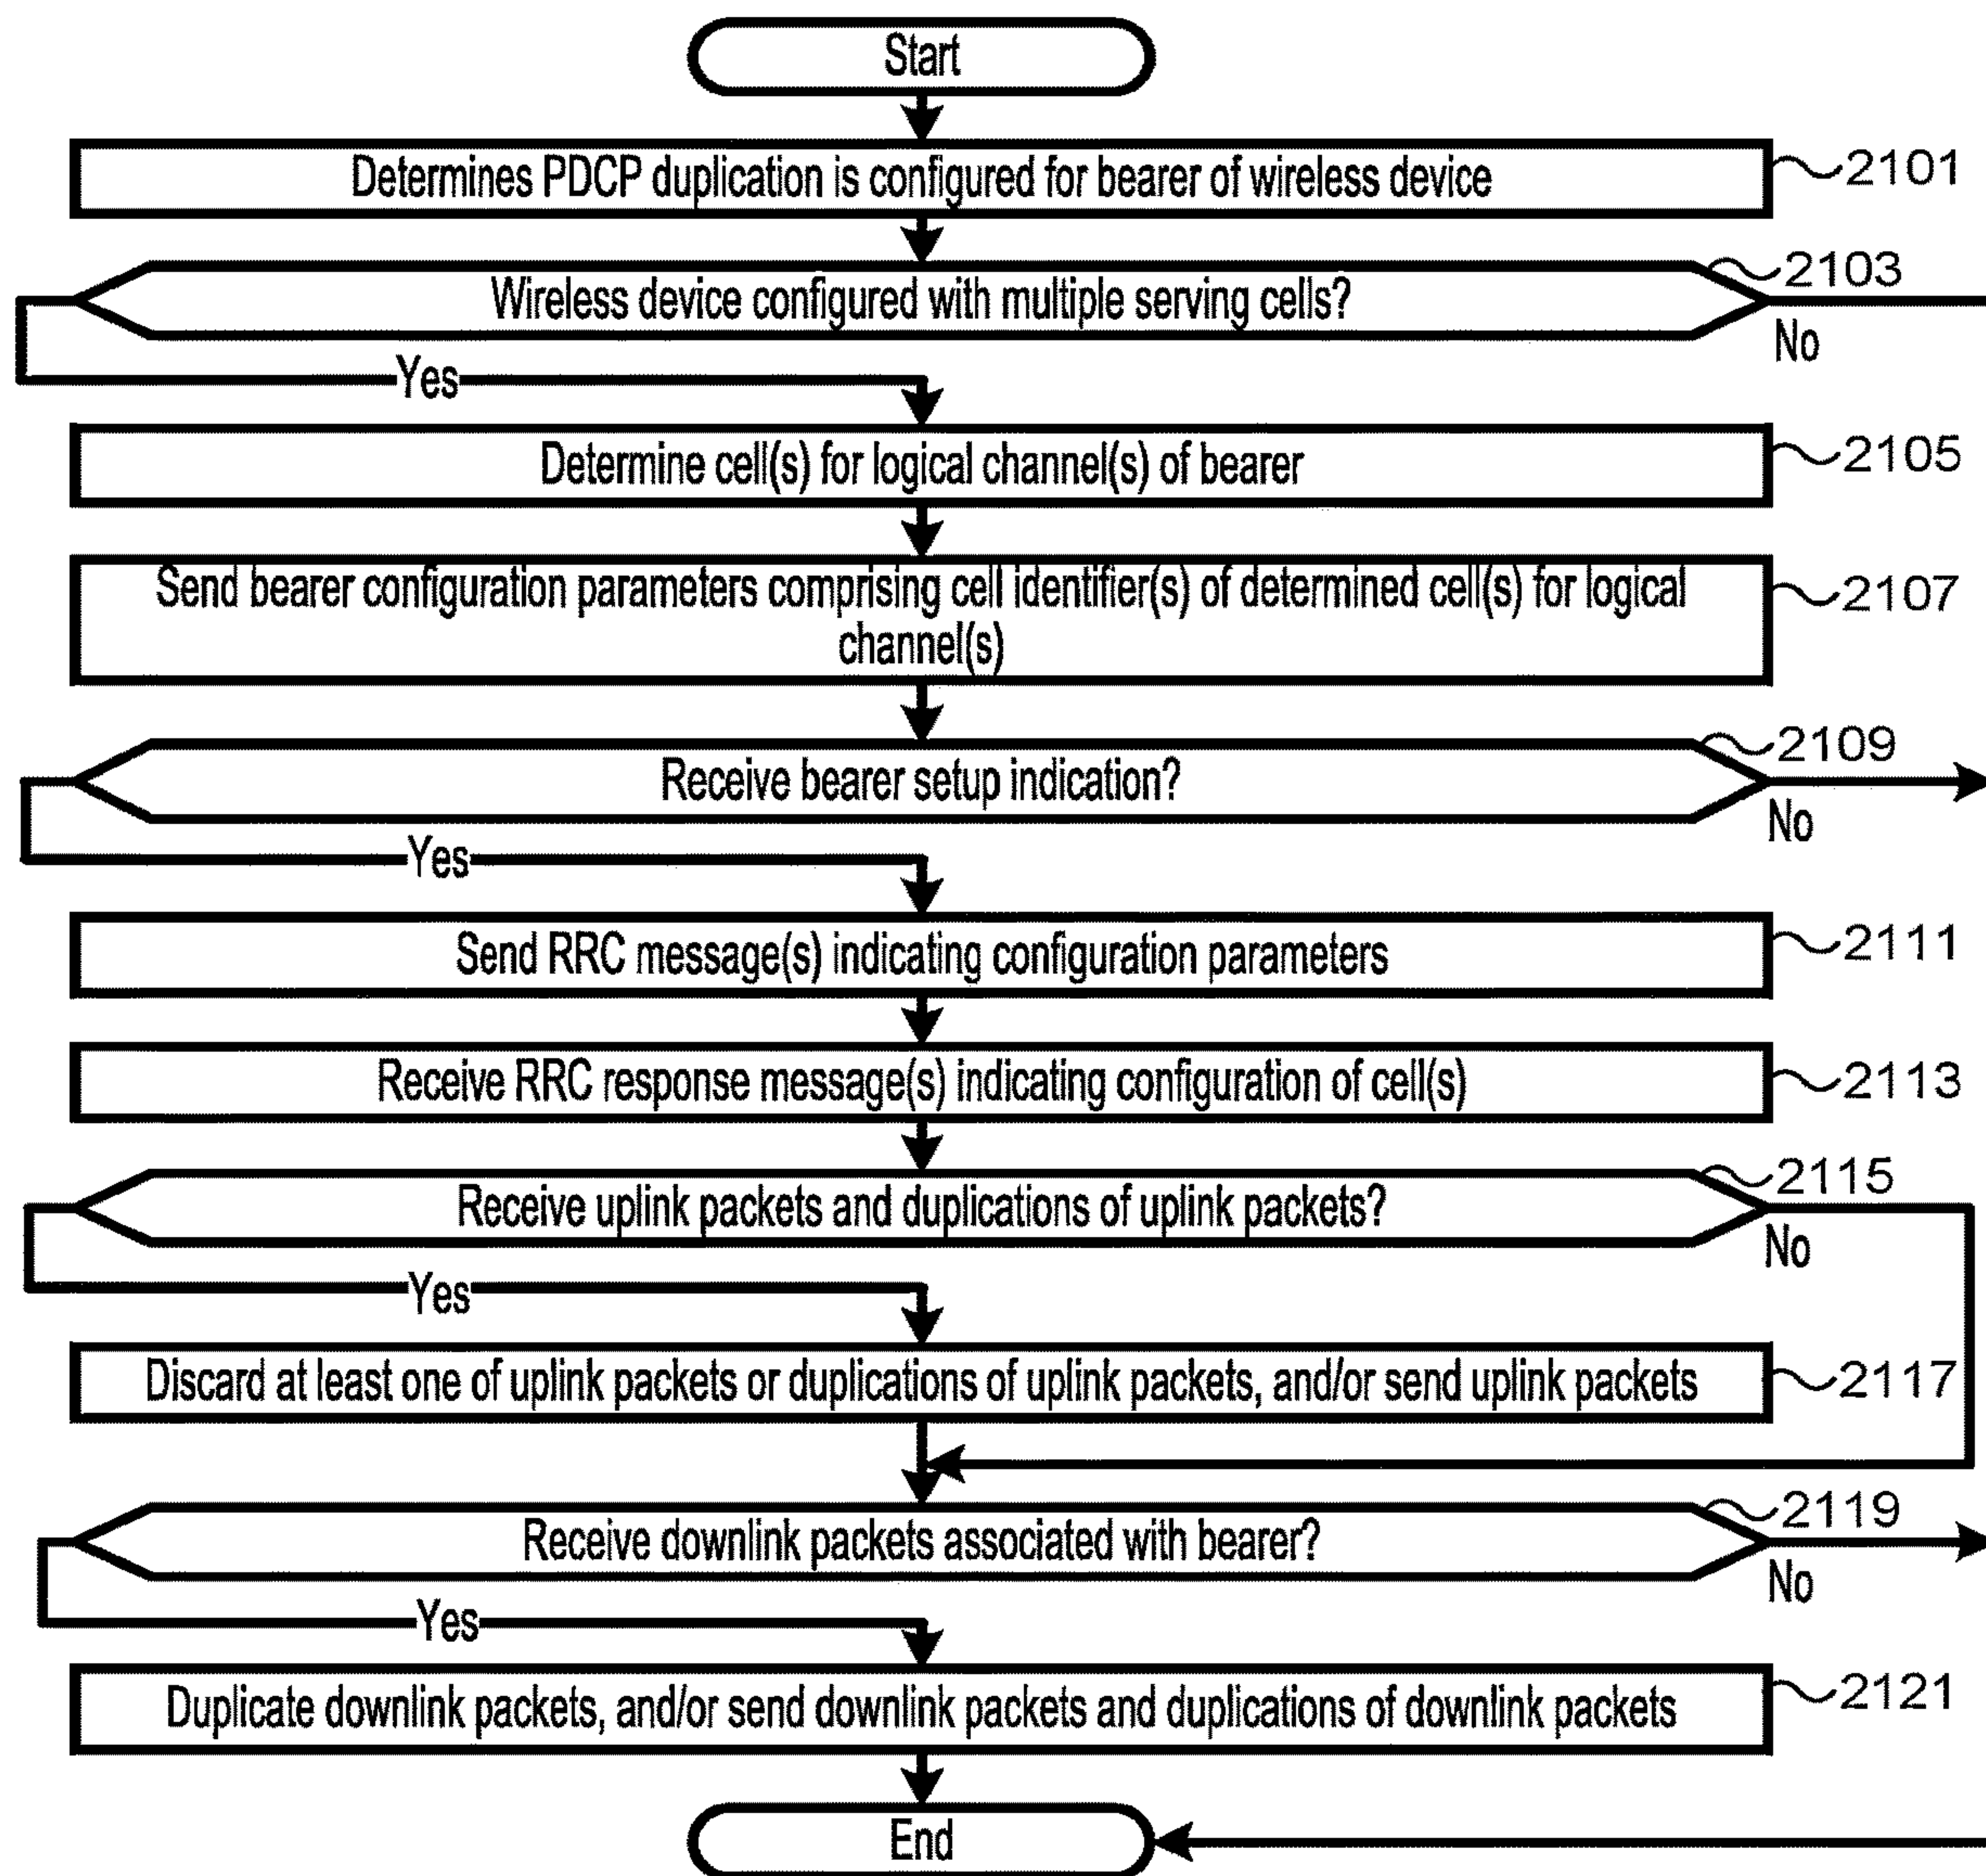 Start
Determines PDCP duplication is configured for bearer of wireless device
2101
Wireless device configured with multiple serving cells?
2103
No
Yes
Determine cell(s) for logical channel(s) of bearer
2105
Send bearer configuration parameters comprising cell identifier(s) of determined cell(s) for logical
channel(s)
2107
Receive bearer setup indication?
2109
No
Yes
Send RRC message(s) indicating configuration parameters
2111
Receive RRC response message(s) indicating configuration of cell(s)
2113
Receive uplink packets and duplications of uplink packets?
2115
No
Yes
Discard at least one of uplink packets or duplications of uplink packets, and/or send uplink packets
2117
Receive downlink packets associated with bearer?
2119
No
Yes
Duplicate downlink packets, and/or send downlink packets and duplications of downlink packets
2121
End